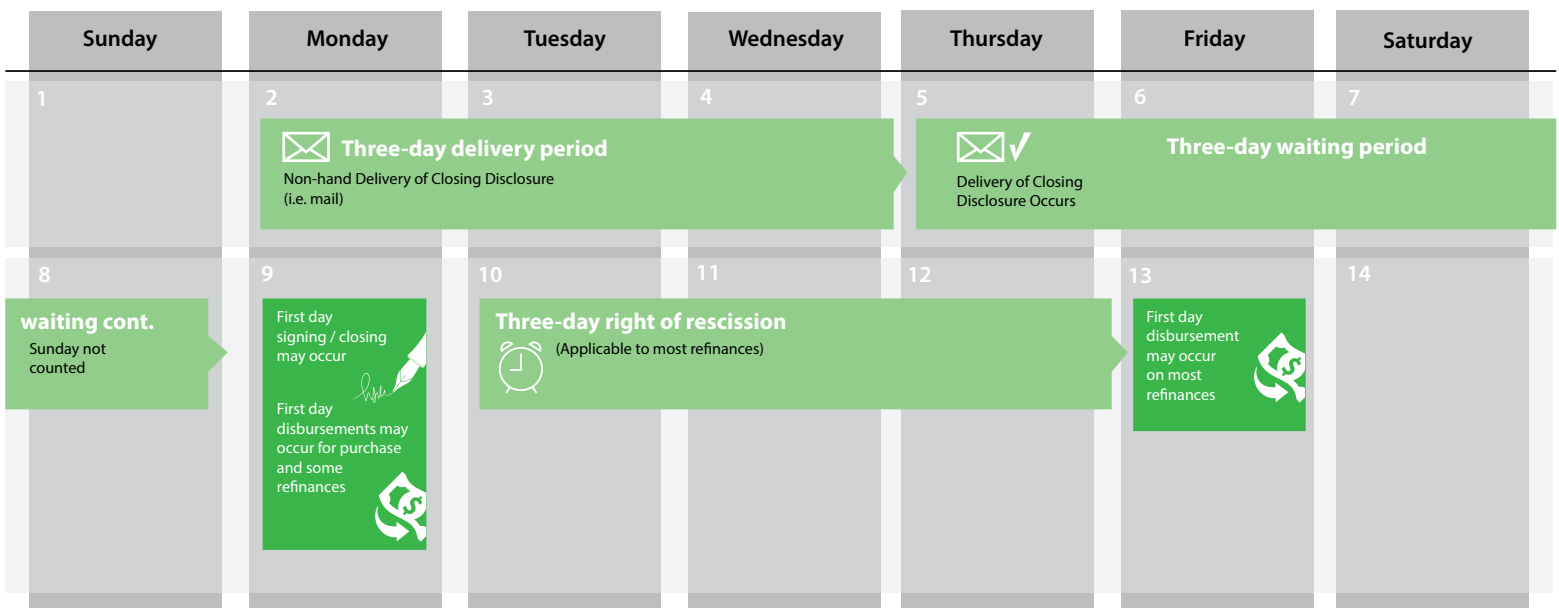 Sunday
Monday
Tuesday
Wednesday
Thursday
Friday
Saturday
1
2
3
4
5
6
7
Three-day delivery period
Non-hand Delivery of Closing Disclosure
(i.e. mail)
Delivery of Closing
Disclosure Occurs
Three-day waiting period
8
9
10
11
12
13
14
waiting cont.
Sunday not
counted
First day
signing / closing
may occur
First day
disbursements may
occur for purchase
and some
refinances
Three-day right of rescission
(Applicable to most refinances)
First day
disbursement
may occur
on most
refinances